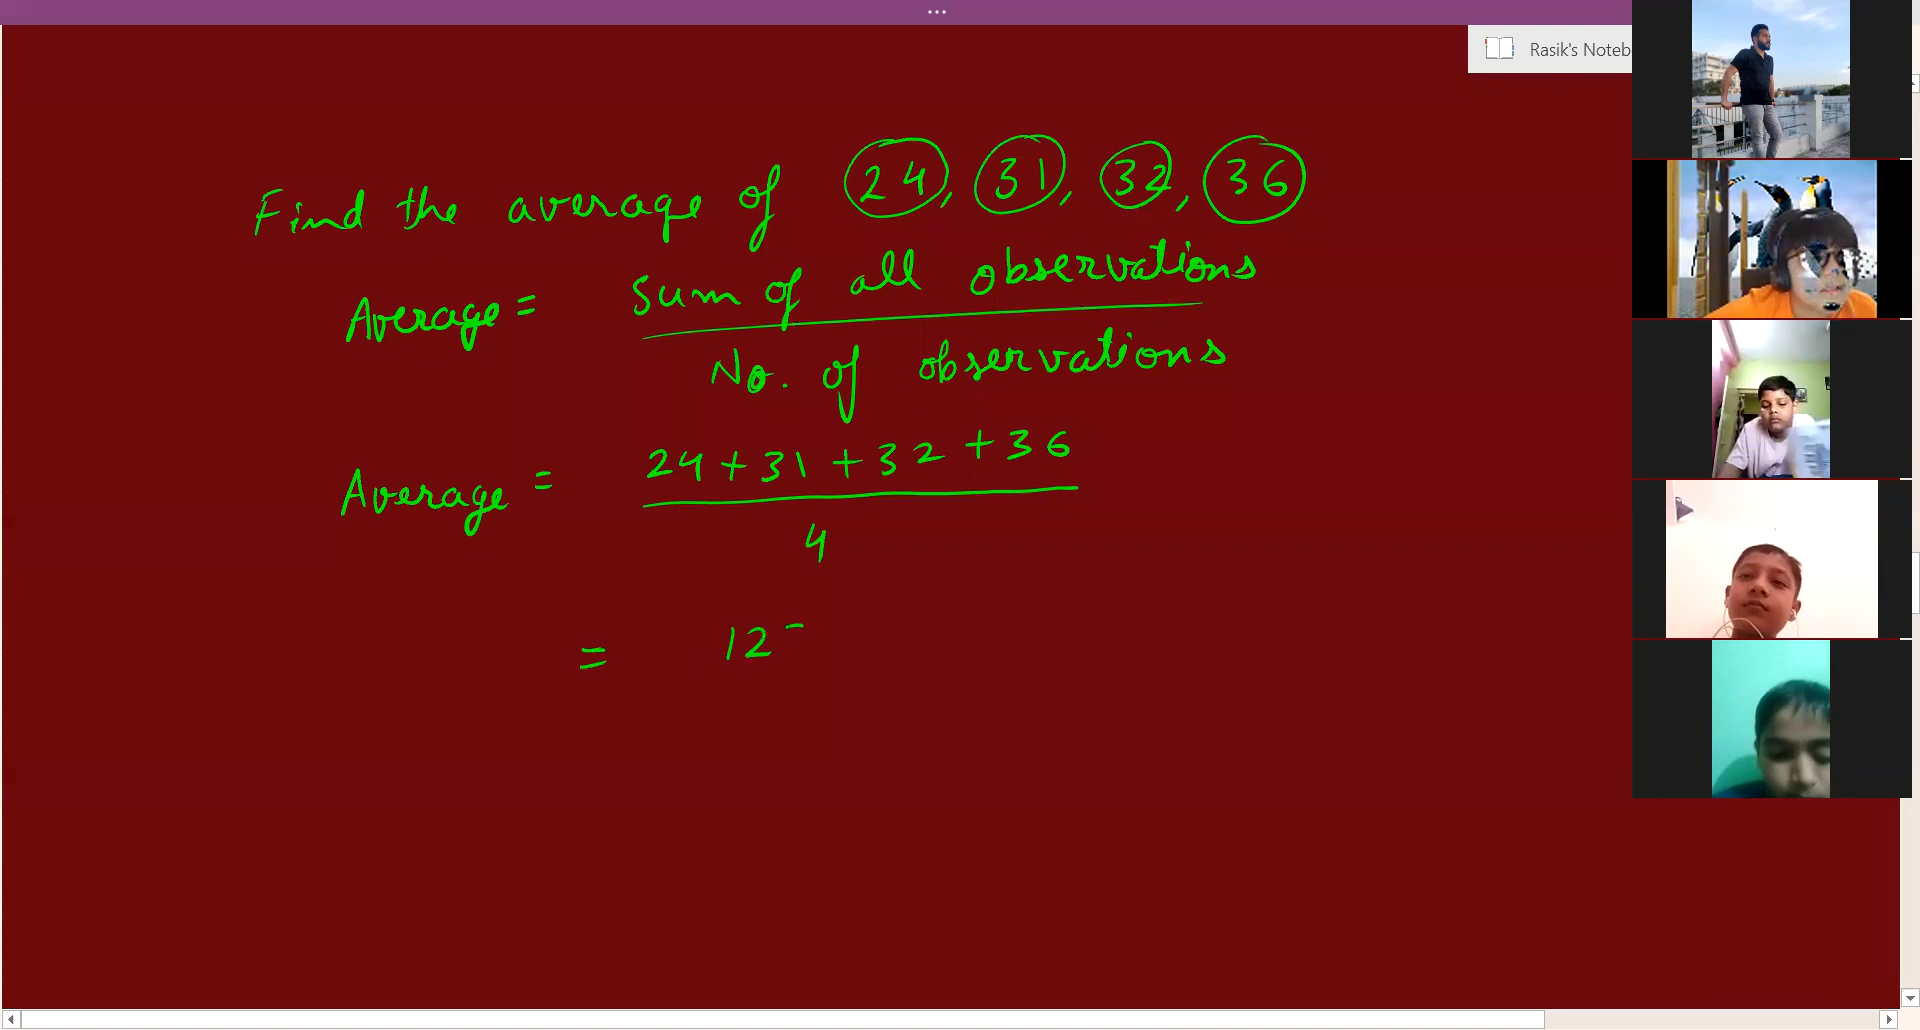 Rasik's Noteb
Find the average of 24, 31, 32, 36
Average = Sum of all observations
No. of observations
Average = 24 + 31 + 32 + 36
4
= 12